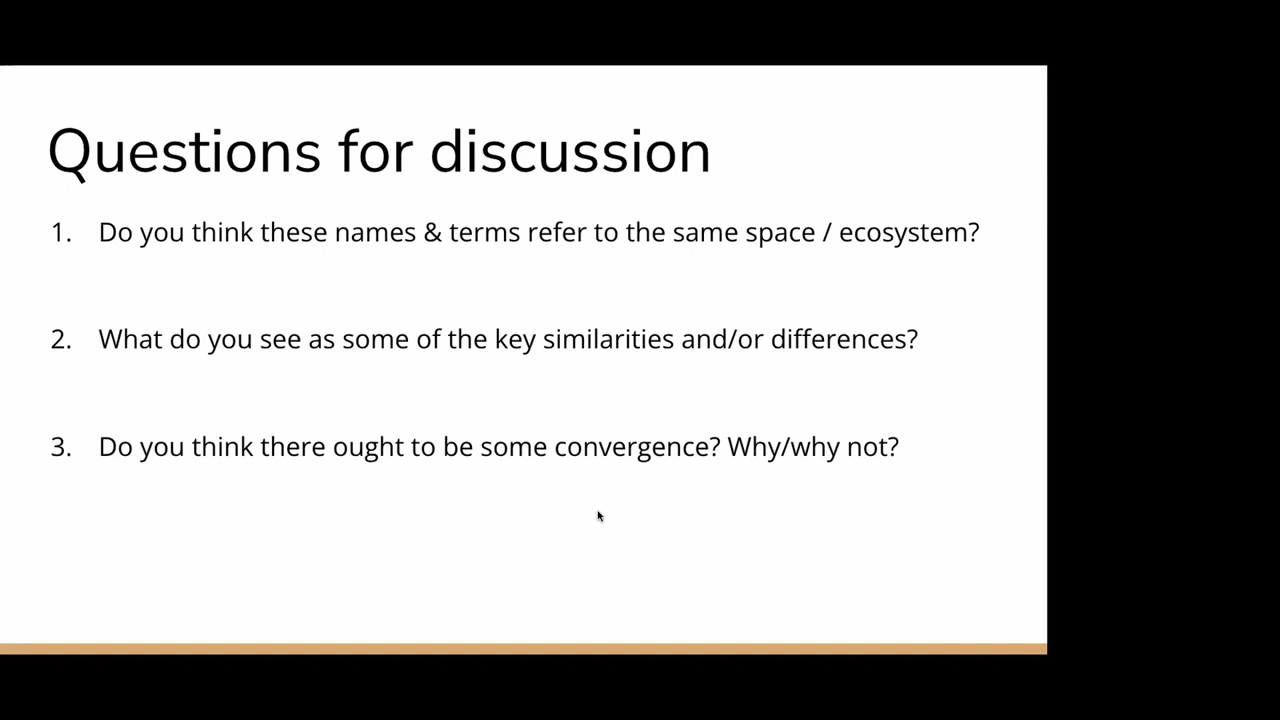 Questions for discussion
1. Do you think these names & terms refer to the same space / ecosystem?
2. What do you see as some of the key similarities and/or differences?
3. Do you think there ought to be some convergence? Why/why not?